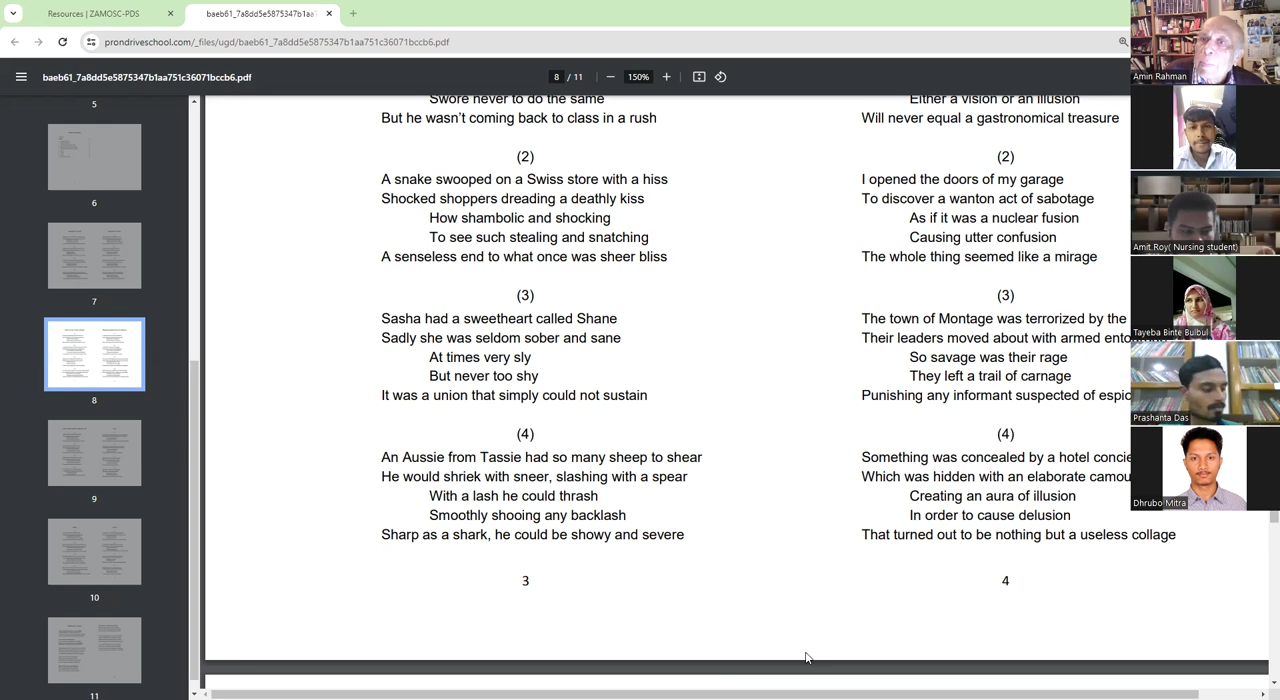 Resources | ZAMOSC-PDS
baeb61_7a8dd5e5875347b1aa
prondriveschool.com/_files/ugd/baeb61_7a8dd5e5875347b1aa751c36071bccb6.pdf
baeb61_7a8dd5e5875347b1aa751c36071bccb6.pdf
8 / 11
150%
5
6
7
8
9
10
11
Swore never to do the same
But he wasn't coming back to class in a rush
(2)
A snake swooped on a Swiss store with a hiss
Shocked shoppers dreading a deathly kiss
How shambolic and shocking
To see such stealing and snatching
A senseless end to what once was sheer bliss
(3)
Sasha had a sweetheart called Shane
Sadly she was seldom sober and sane
At times very sly
But never too shy
It was a union that simply could not sustain
(4)
An Aussie from Tassie had so many sheep to shear
He would shriek with sneer, slashing with a spear
With a lash he could thrash
Smoothly shaping any backlash
Sharp as a shark, he could be showy and severe
3
Either a vision or an illusion
Will never equal a gastronomical treasure
(2)
I opened the doors of my garage
To discover a wanton act of sabotage
As if it was a nuclear fusion
Causing utter confusion
The whole thing seemed like a mirage
(3)
The town of Montage was terrorized by the
Their leaders moved about with armed ento
So savage was their rage
They left a trail of carnage
Punishing any informant suspected of espio
(4)
Something was concealed by a hotel concie
Which was hidden with an elaborate camou
Creating an aura of illusion
In order to cause delusion
That turned out to be nothing but a useless collage
4
Amin Rahman
Amit Roy( Nursing student)
Tayeba Binte Bulbul
Prashanta Das
Dhrubo Mitra